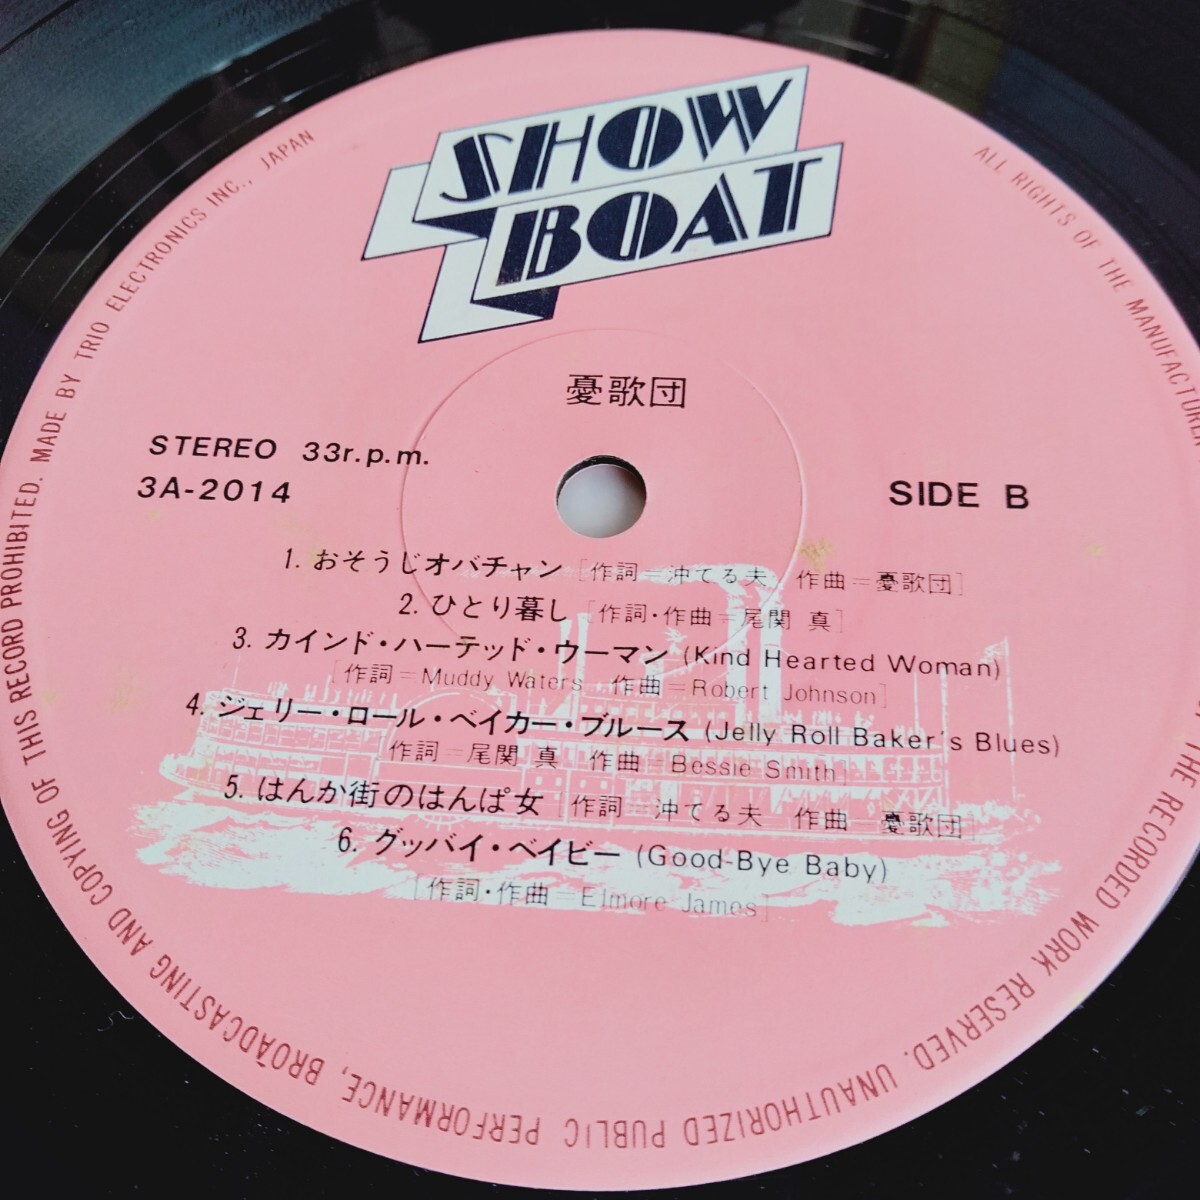 SHOW
BOAT
憂歌団
STEREO 33r.p.m.
3A-2014
SIDE B
1. おそうじオバチャン [作詞=沖てる夫 作曲=憂歌団]
2. ひとり暮し [作詞・作曲=尾関 真]
3. カインド・ハーテッド・ウーマン (Kind Hearted Woman)
[作詞=Muddy Waters 作曲=Robert Johnson]
4. ジェリー・ロール・ベイカー・ブルース (Jelly Roll Baker's Blues)
作詞=尾関 真 作曲=Bessie Smith]
5. はんか街のはんぱ女 [作詞=沖てる夫 作曲=憂歌団]
6. グッバイ・ベイビー (Good-Bye Baby)
[作詞・作曲=Elmore James]
ALL RIGHTS OF THE MANUFACTURER
THE RECORDED WORK RESERVED. UNAUTHORIZED PUBLIC PERFORMANCE, BROADCASTING AND COPYING OF THIS RECORD PROHIBITED. MADE BY TRIO ELECTRONICS INC., JAPAN